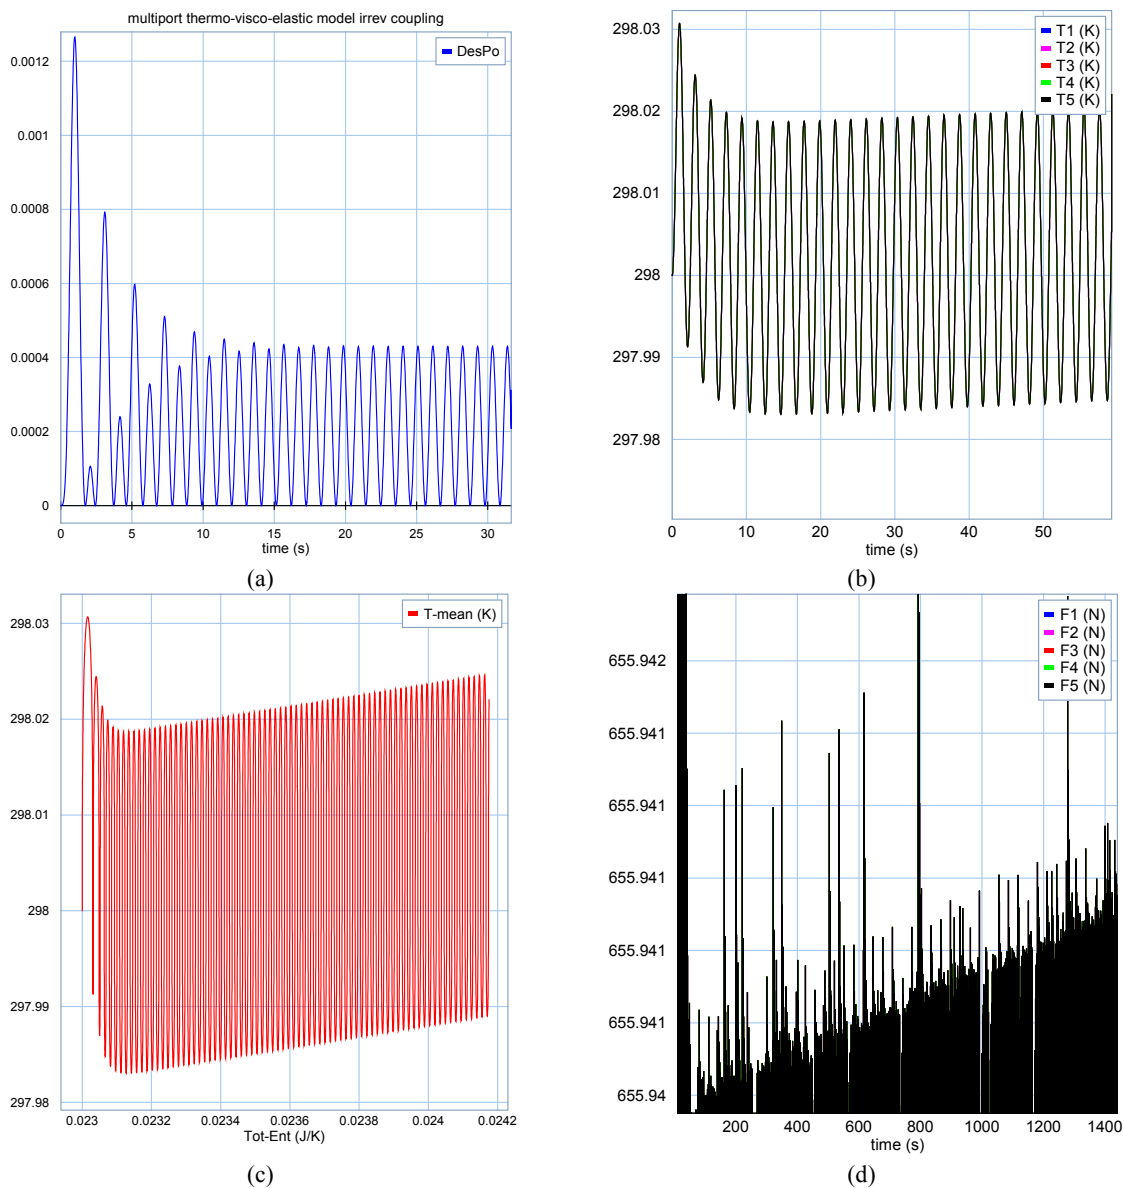 multiport thermo-visco-elastic model irrev coupling
DesPo
0.0012
0.001
0.0008
0.0006
0.0004
0.0002
0
0 5 10 15 20 25 30
time (s)
(a)
T1 (K)
T2 (K)
T3 (K)
T4 (K)
T5 (K)
298.03
298.02
298.01
298
297.99
297.98
0 10 20 30 40 50
time (s)
(b)
T-mean (K)
298.03
298.02
298.01
298
297.99
297.98
0.023 0.0232 0.0234 0.0236 0.0238 0.024 0.0242
Tot-Ent (J/K)
(c)
F1 (N)
F2 (N)
F3 (N)
F4 (N)
F5 (N)
655.942
655.941
655.941
655.941
655.941
655.941
655.94
200 400 600 800 1000 1200 1400
time (s)
(d)